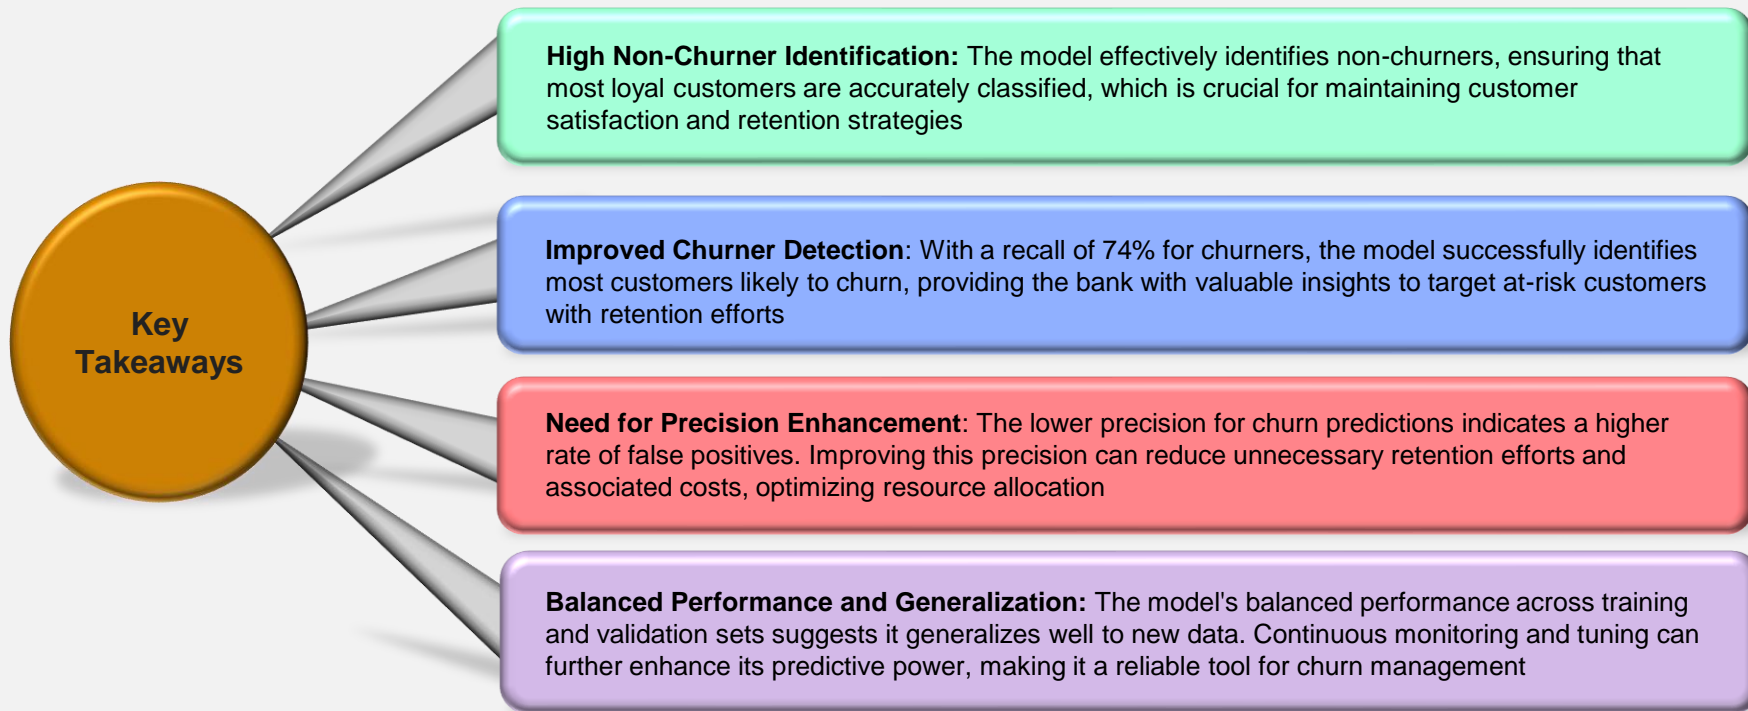 Key
Takeaways
High Non-Churner Identification: The model effectively identifies non-churners, ensuring that
most loyal customers are accurately classified, which is crucial for maintaining customer
satisfaction and retention strategies
Improved Churner Detection: With a recall of 74% for churners, the model successfully identifies
most customers likely to churn, providing the bank with valuable insights to target at-risk customers
with retention efforts
Need for Precision Enhancement: The lower precision for churn predictions indicates a higher
rate of false positives. Improving this precision can reduce unnecessary retention efforts and
associated costs, optimizing resource allocation
Balanced Performance and Generalization: The model's balanced performance across training
and validation sets suggests it generalizes well to new data. Continuous monitoring and tuning can
further enhance its predictive power, making it a reliable tool for churn management